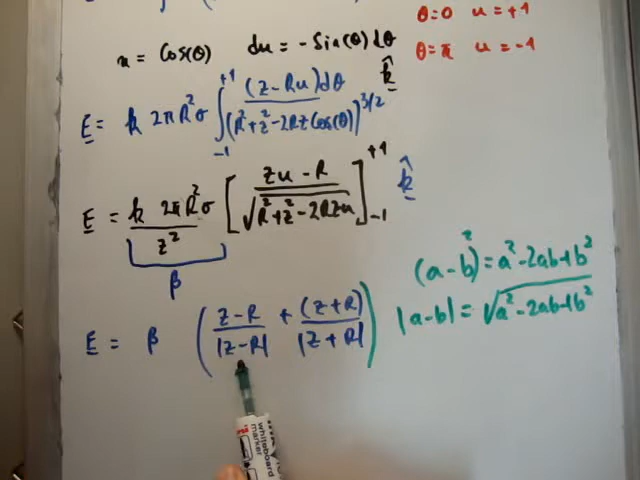 θ=0 u=+1
u = Cos(θ) du = -Sin(θ) dθ
θ=π u=-1
E = k 2πR²σ ∫₋₁⁺¹ (z-Ru)dθ / (R²+z²-2Rz Cos(θ))^3/2 k̂
E = k 2πR²σ / z² [ zu - R / √R²+z²-2Rzu ]₋₁⁺¹ k̂
β
(a-b)² = a²-2ab+b²
|a-b| = √a²-2ab+b²
E = β ( z-R / |z-R| + (z+R) / |z+R| )
whiteboard
marker